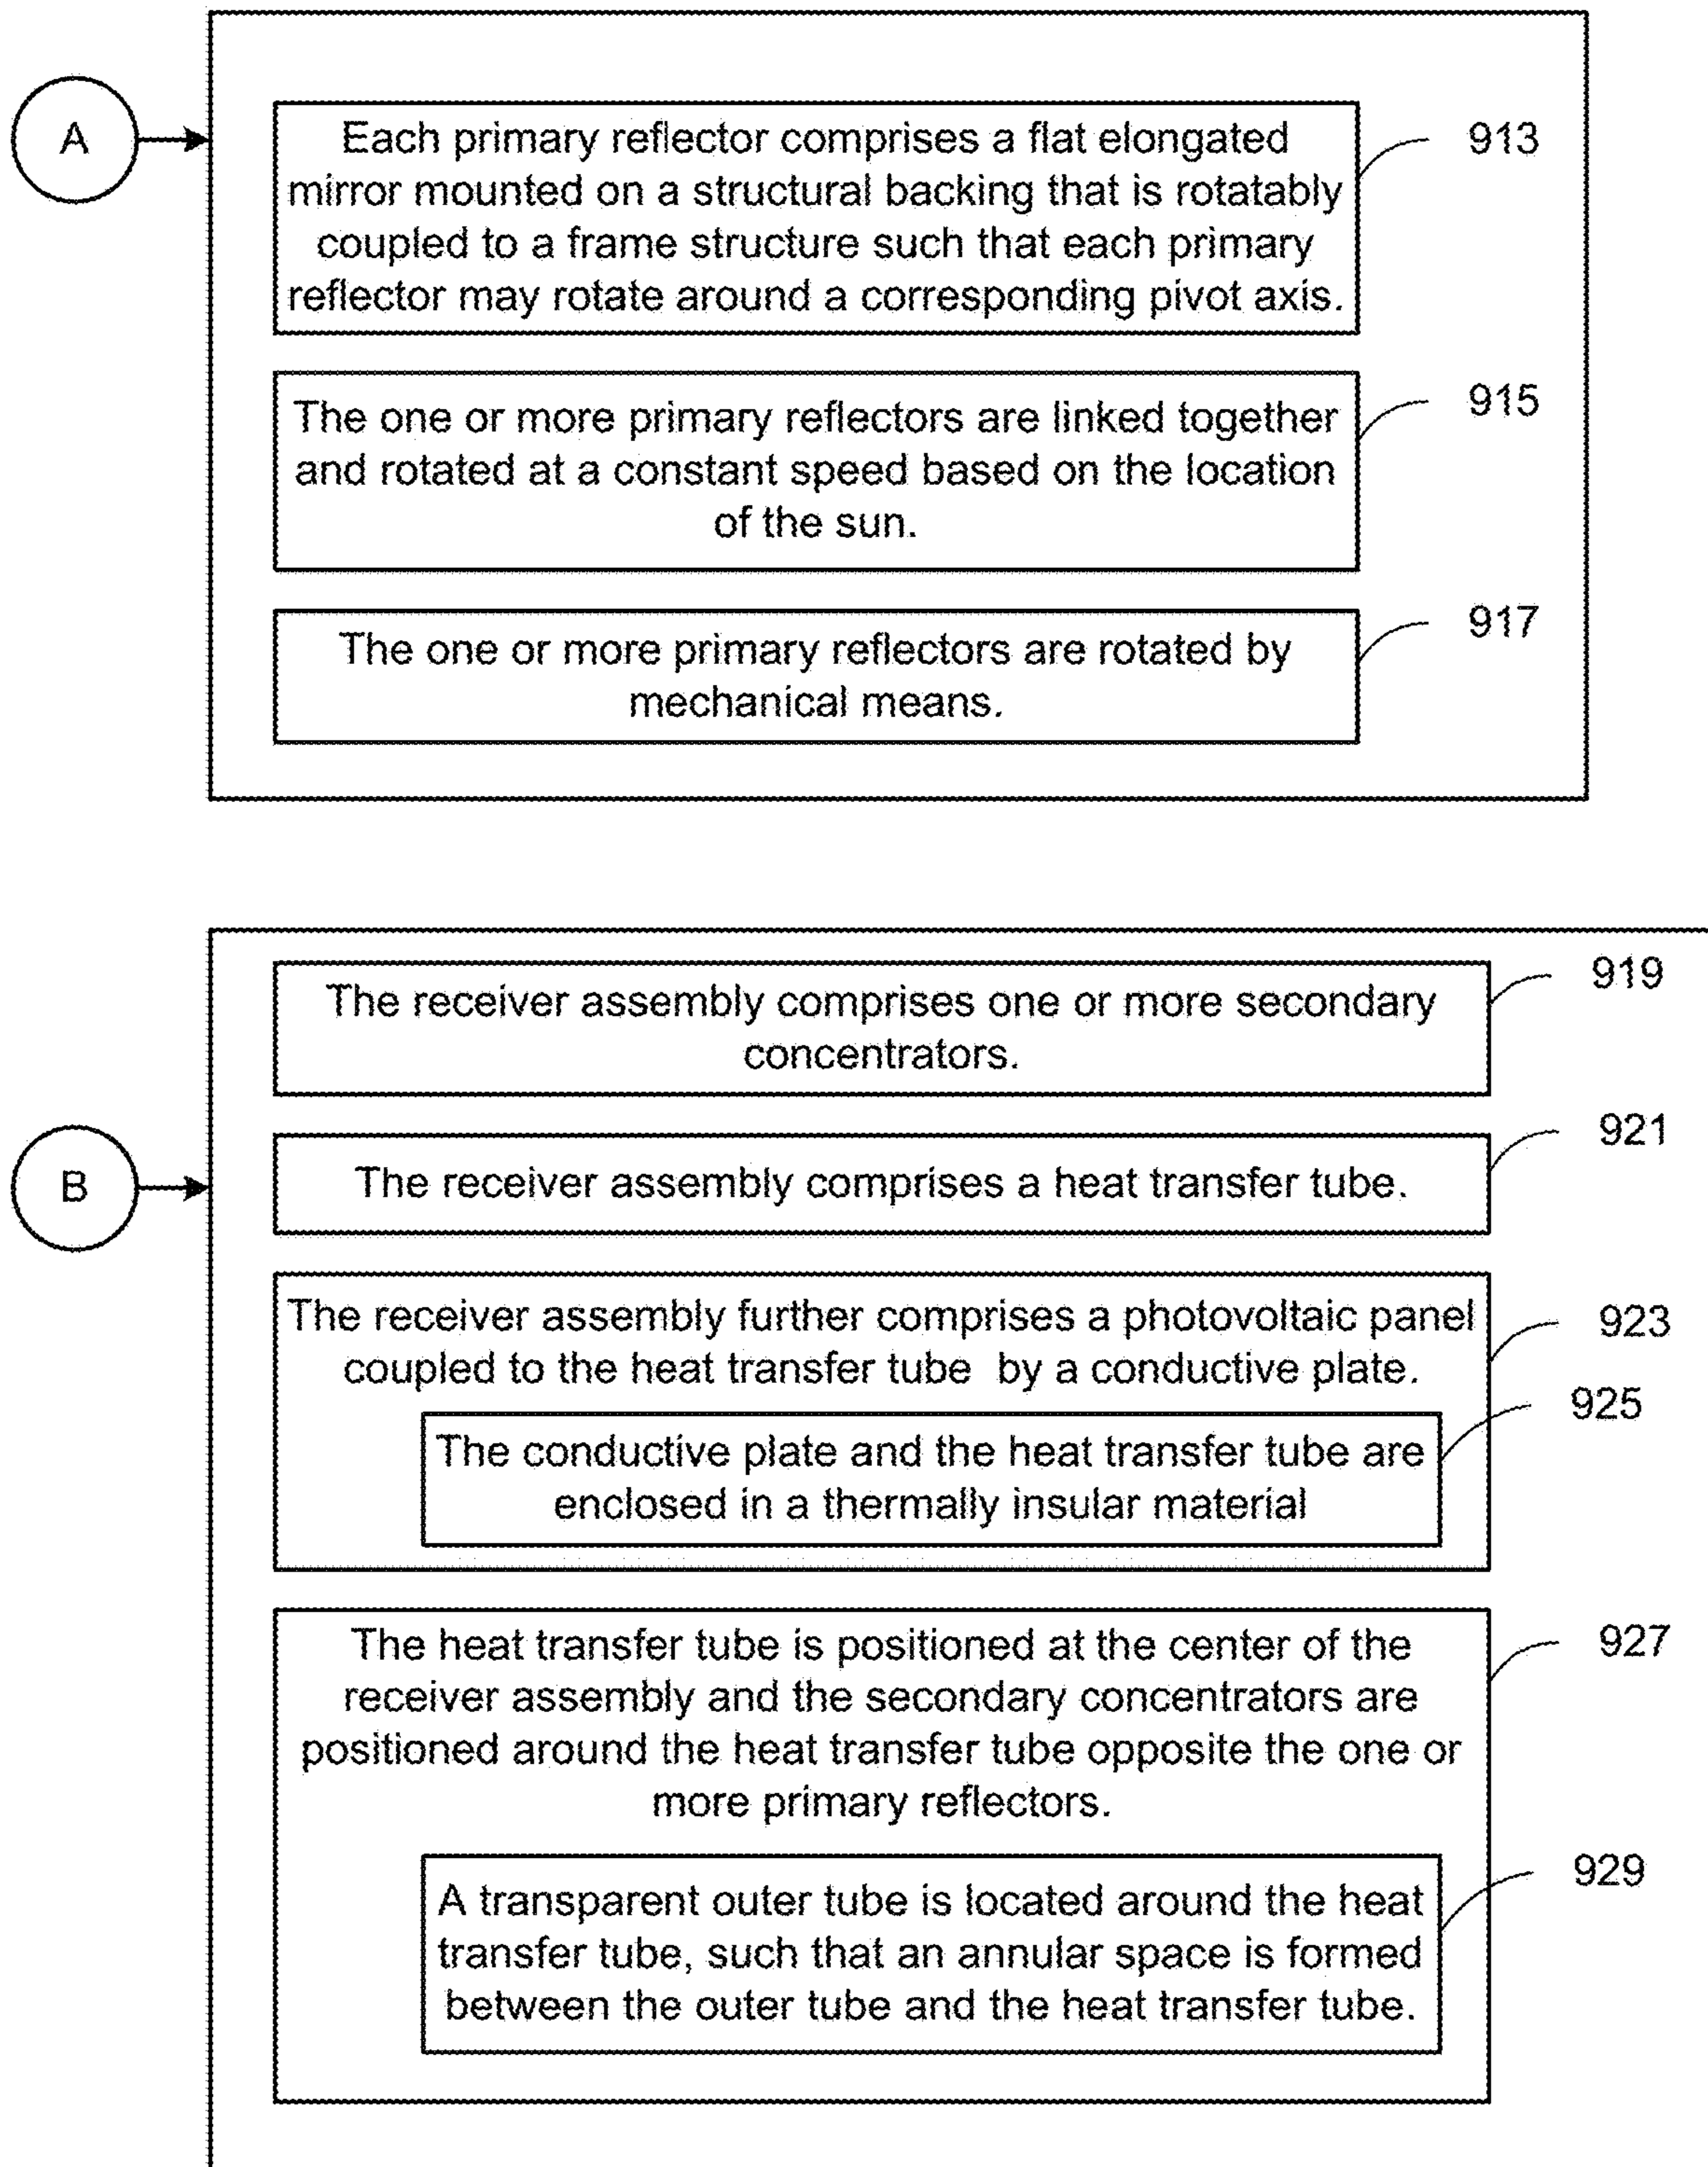 A
Each primary reflector comprises a flat elongated
mirror mounted on a structural backing that is rotatably
coupled to a frame structure such that each primary
reflector may rotate around a corresponding pivot axis.
913
The one or more primary reflectors are linked together
and rotated at a constant speed based on the location
of the sun.
915
The one or more primary reflectors are rotated by
mechanical means.
917
B
The receiver assembly comprises one or more secondary
concentrators.
919
The receiver assembly comprises a heat transfer tube.
921
The receiver assembly further comprises a photovoltaic panel
coupled to the heat transfer tube by a conductive plate.
923
The conductive plate and the heat transfer tube are
enclosed in a thermally insular material
925
The heat transfer tube is positioned at the center of the
receiver assembly and the secondary concentrators are
positioned around the heat transfer tube opposite the one or
more primary reflectors.
927
A transparent outer tube is located around the heat
transfer tube, such that an annular space is formed
between the outer tube and the heat transfer tube.
929